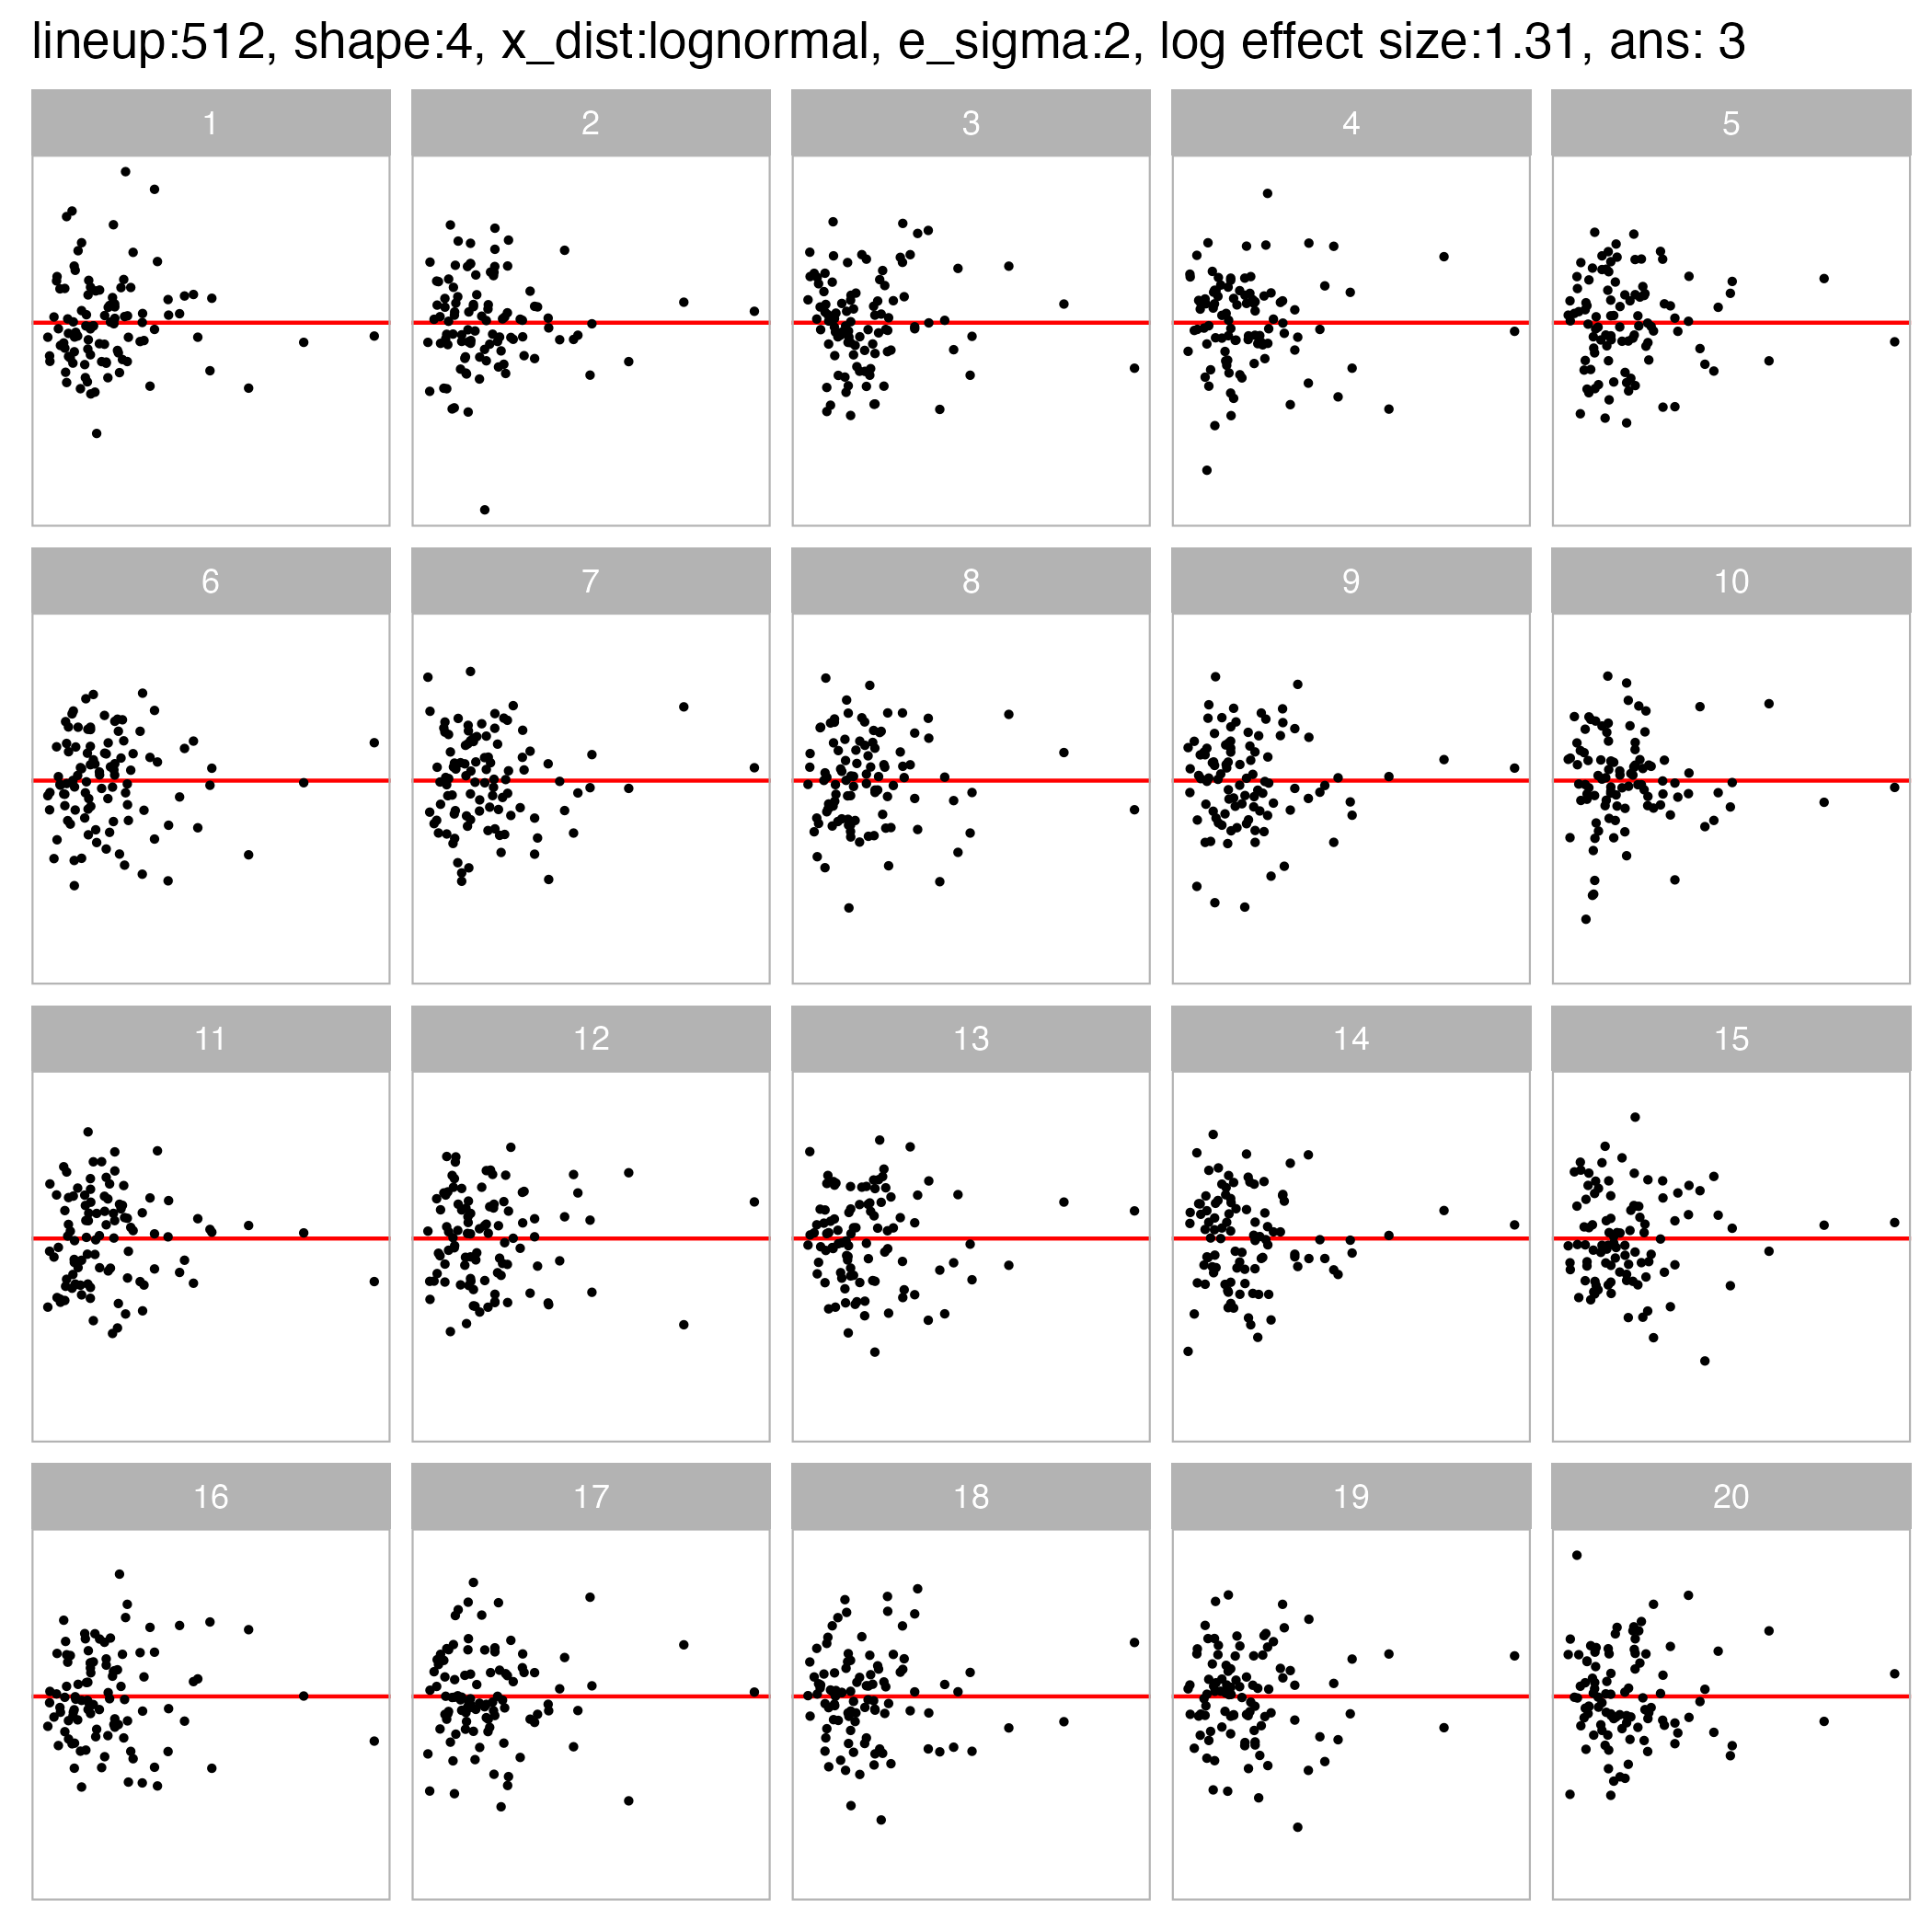 lineup:512, shape:4, x_dist:lognormal, e_sigma:2, log effect size:1.31, ans: 3
1 2 3 4 5
6 7 8 9 10
11 12 13 14 15
16 17 18 19 20